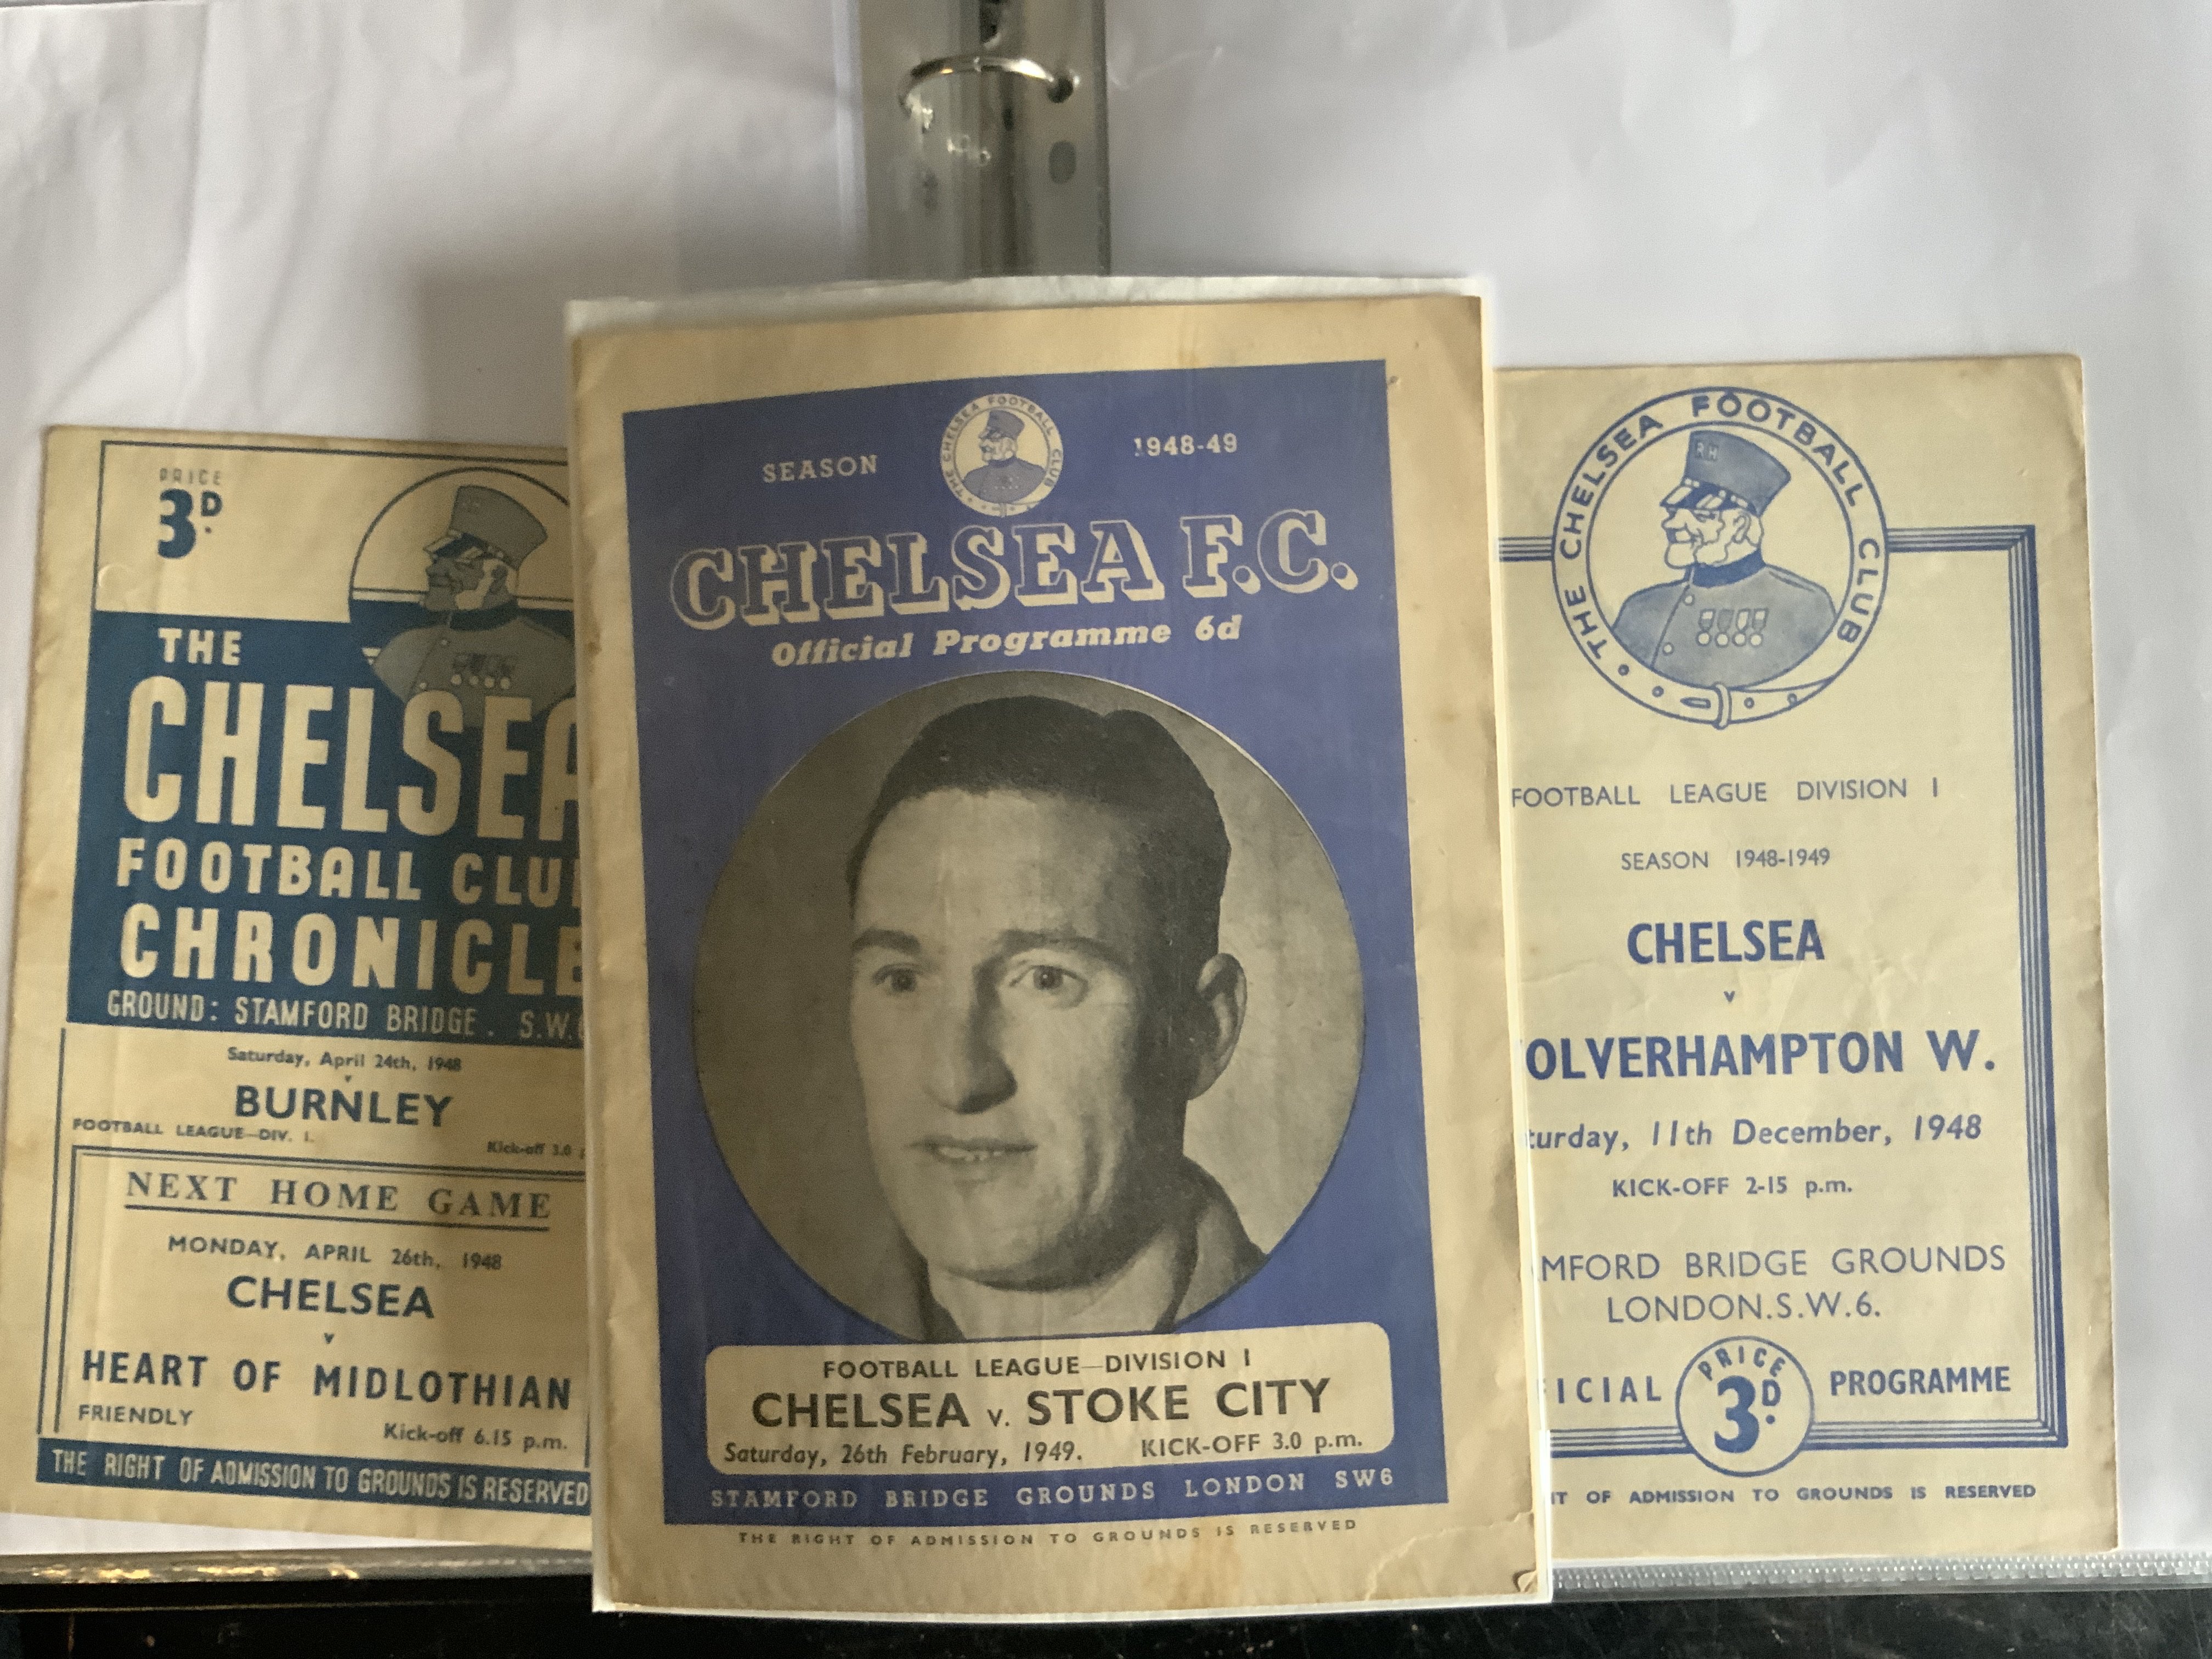 PRICE
3D.
THE
CHELSEA
FOOTBALL CLU
CHRONICLE
GROUND: STAMFORD BRIDGE. S.W.
Saturday, April 24th, 1948
v
BURNLEY
FOOTBALL LEAGUE—DIV. I.
Kick-off 3.0
NEXT HOME GAME
MONDAY, APRIL 26th, 1948
CHELSEA
v
HEART OF MIDLOTHIAN
FRIENDLY
Kick-off 6.15 p.m.
THE RIGHT OF ADMISSION TO GROUNDS IS RESERVED
THE CHELSEA FOOTBALL CLUB
SEASON 1948-49
CHELSEA F.C.
Official Programme 6d
FOOTBALL LEAGUE—DIVISION I
CHELSEA v. STOKE CITY
Saturday, 26th February, 1949. KICK-OFF 3.0 p.m.
STAMFORD BRIDGE GROUNDS LONDON SW6
THE RIGHT OF ADMISSION TO GROUNDS IS RESERVED
THE CHELSEA FOOTBALL CLUB
RH
FOOTBALL LEAGUE DIVISION I
SEASON 1948-1949
CHELSEA
v
OLVERHAMPTON W.
turday, 11th December, 1948
KICK-OFF 2-15 p.m.
MFORD BRIDGE GROUNDS
LONDON.S.W.6.
ICIAL PRICE 3D. PROGRAMME
T OF ADMISSION TO GROUNDS IS RESERVED